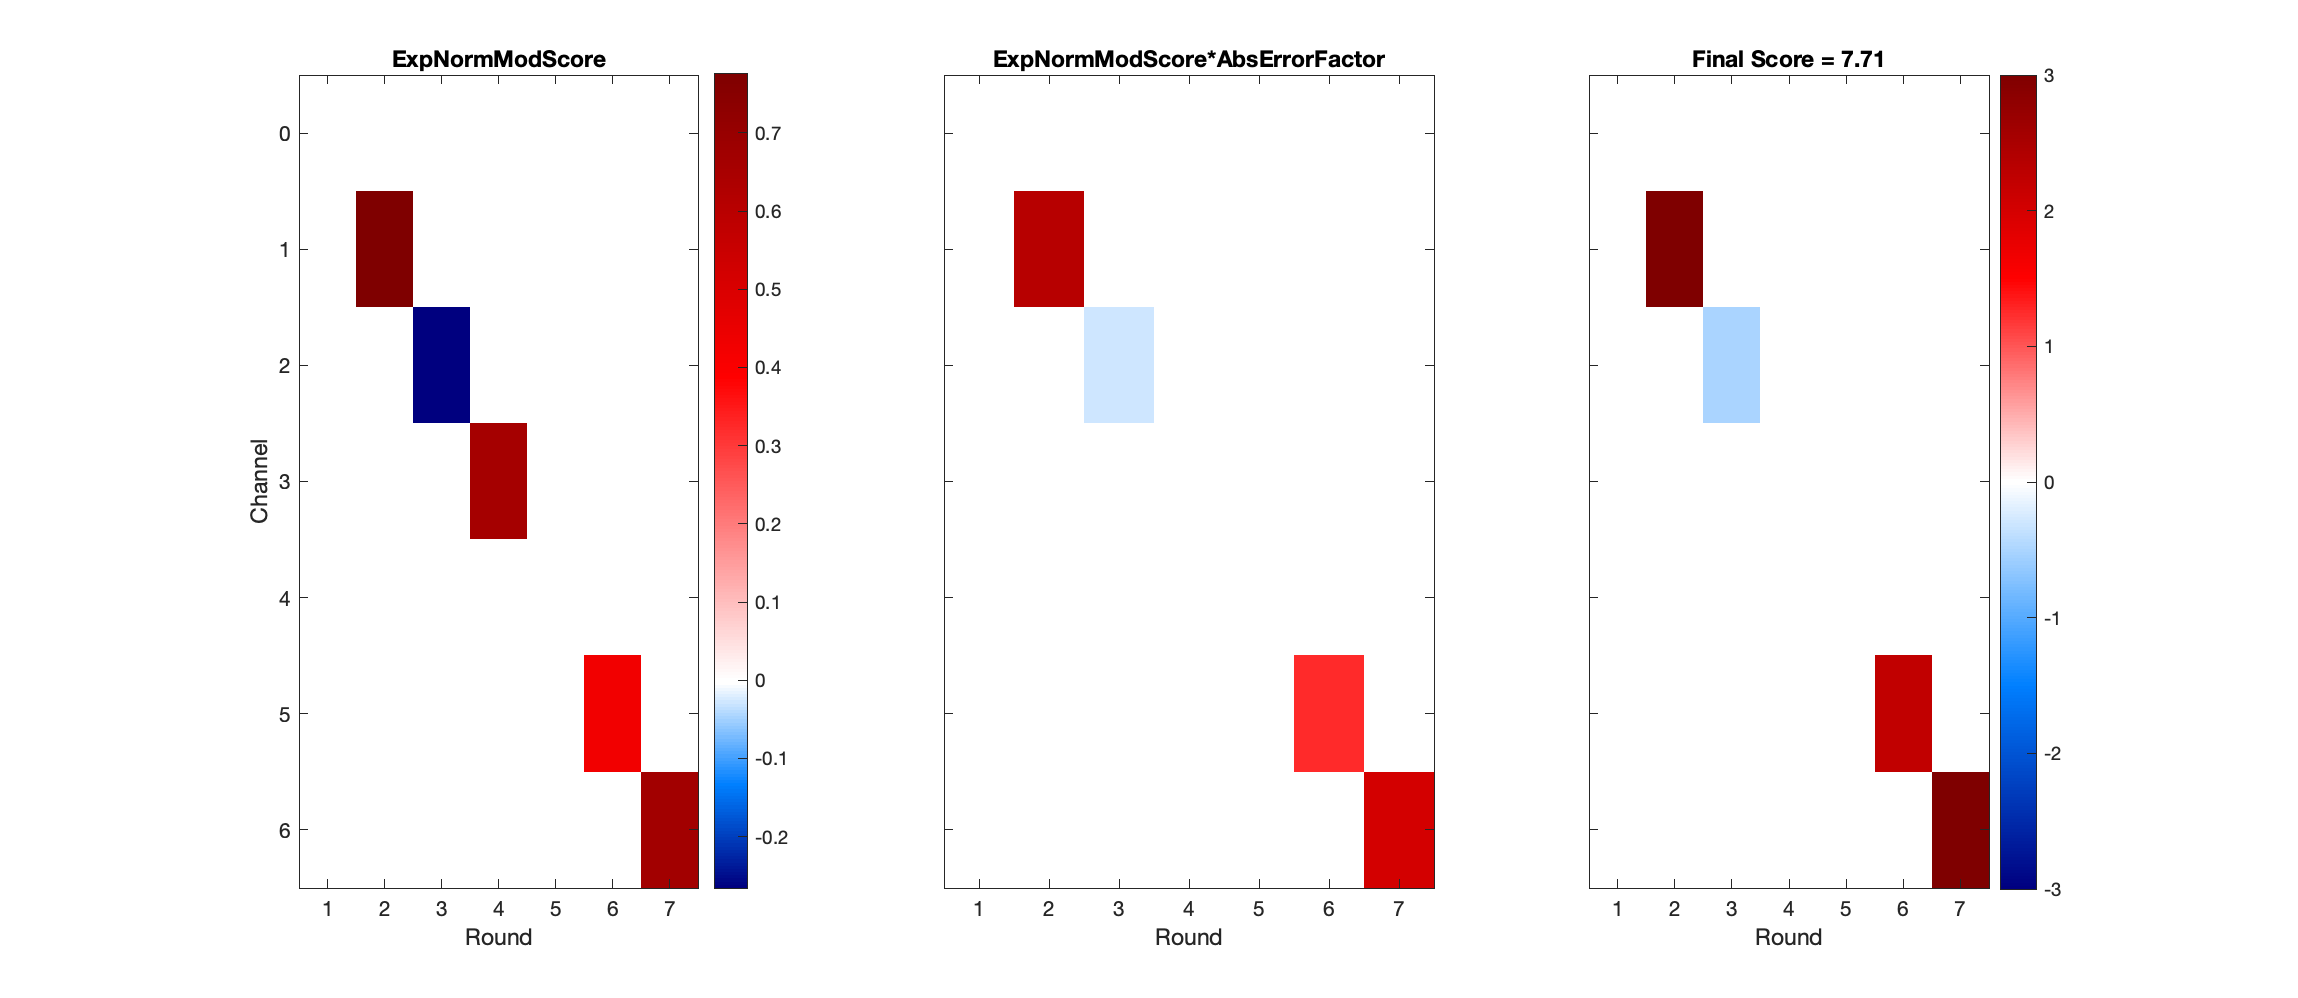 ExpNormModScore
ExpNormModScore*AbsErrorFactor
Final Score = 7.71
Channel
0
1
2
3
4
5
6
1 2 3 4 5 6 7
Round
0.7
0.6
0.5
0.4
0.3
0.2
0.1
0
-0.1
-0.2
1 2 3 4 5 6 7
Round
1 2 3 4 5 6 7
Round
3
2
1
0
-1
-2
-3